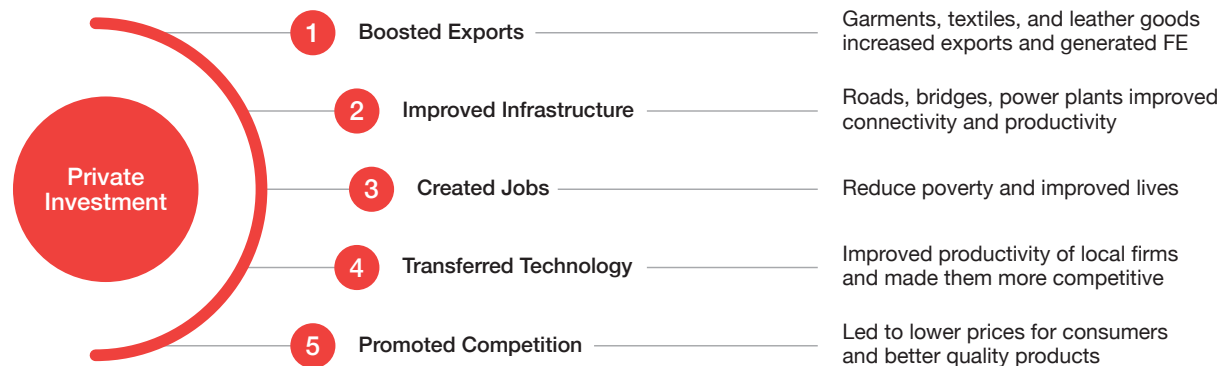 Private
Investment
1
Boosted Exports
Garments, textiles, and leather goods
increased exports and generated FE
2
Improved Infrastructure
Roads, bridges, power plants improved
connectivity and productivity
3
Created Jobs
Reduce poverty and improved lives
4
Transferred Technology
Improved productivity of local firms
and made them more competitive
5
Promoted Competition
Led to lower prices for consumers
and better quality products